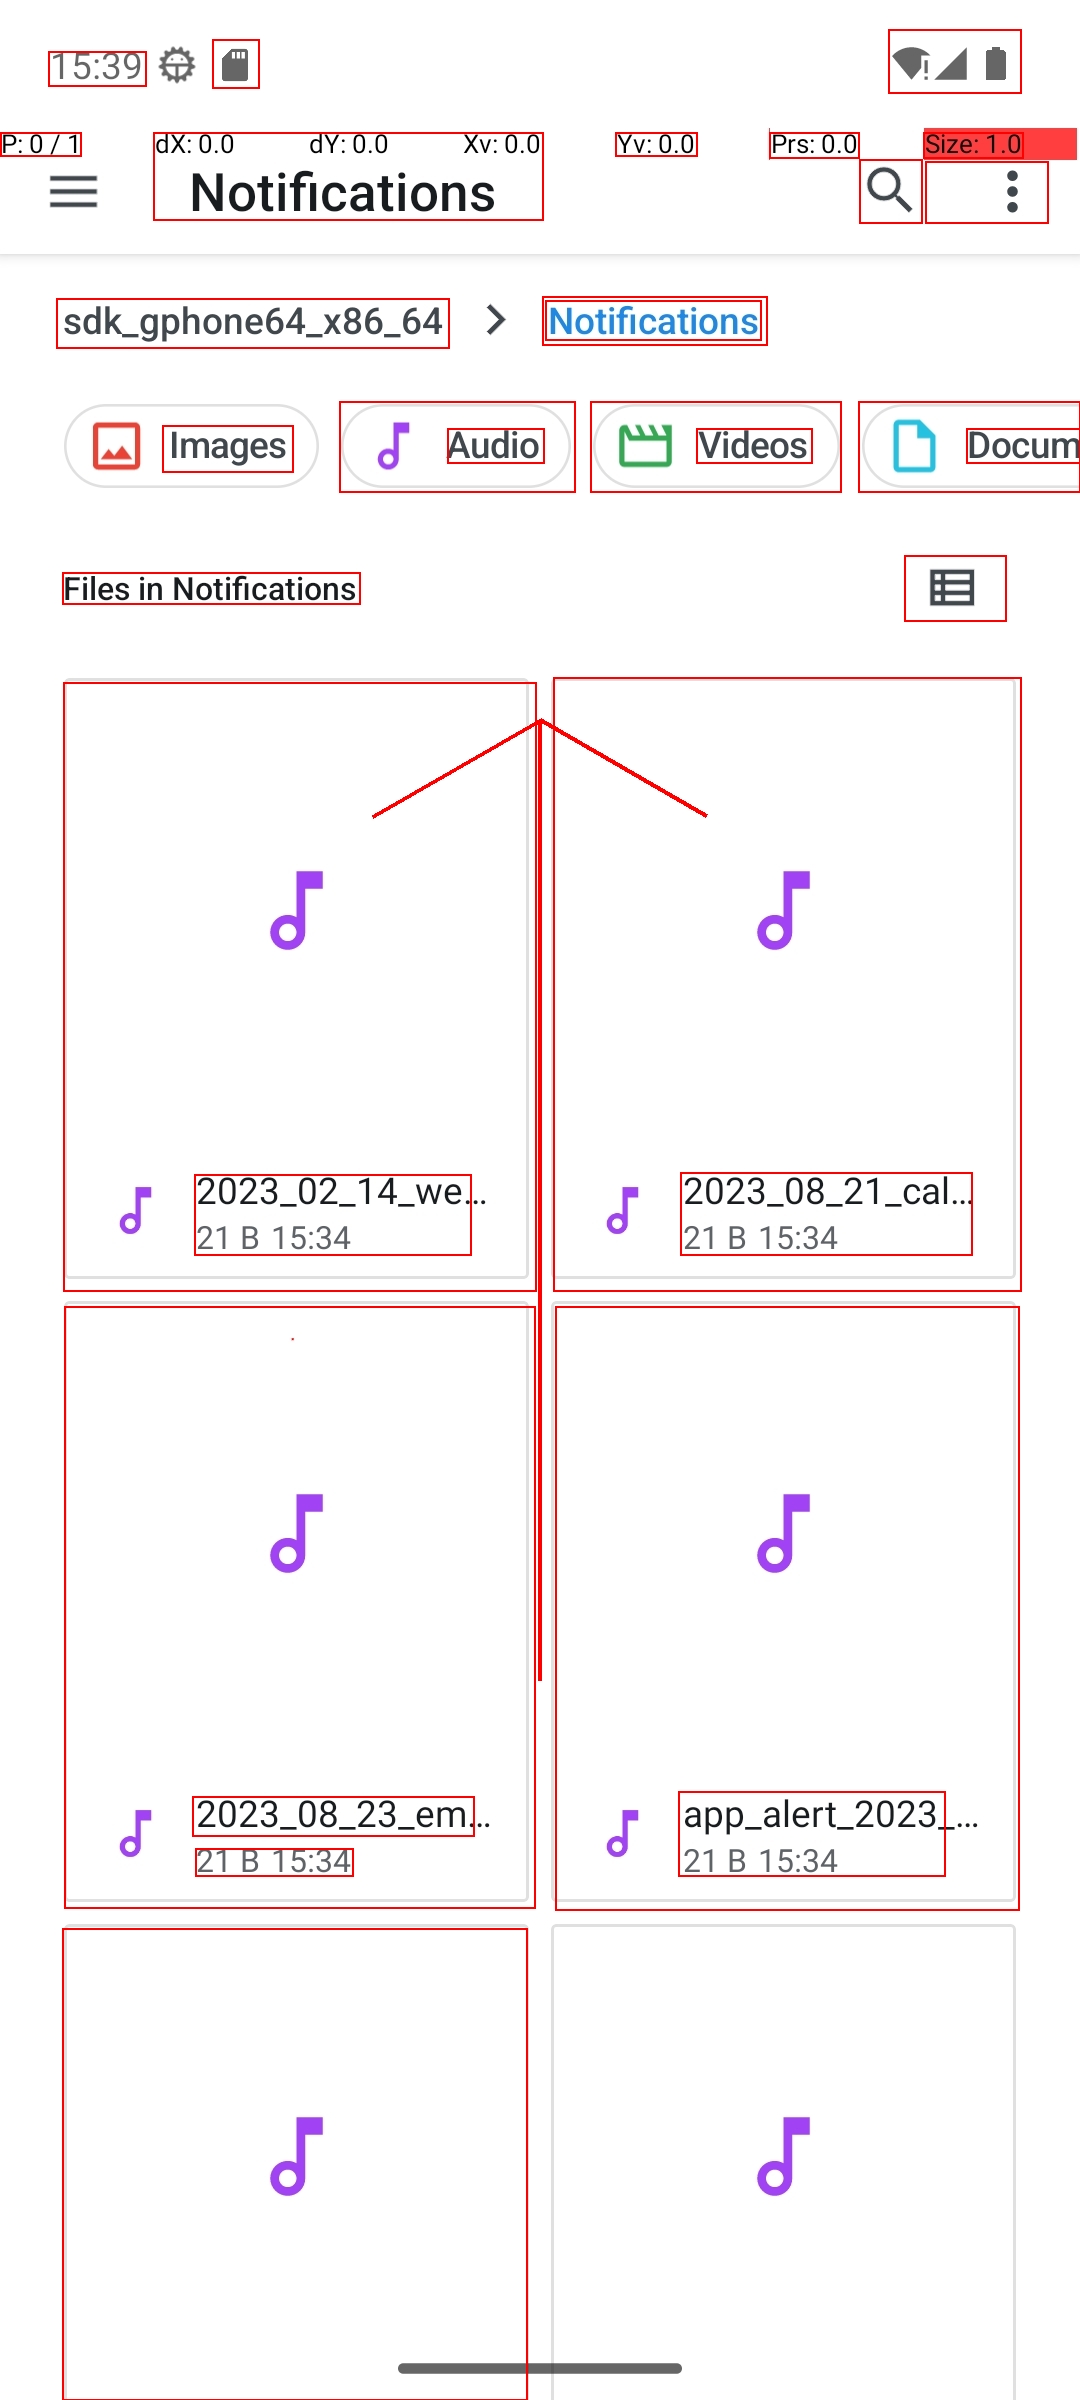 15:39
P: 0 / 1 dX: 0.0 dY: 0.0 Xv: 0.0 Yv: 0.0 Prs: 0.0 Size: 1.0
Notifications
sdk_gphone64_x86_64 Notifications
Images Audio Videos Docum
Files in Notifications
2023_02_14_we… 2023_08_21_cal…
21 B 15:34 21 B 15:34
2023_08_23_em… app_alert_2023_…
21 B 15:34 21 B 15:34